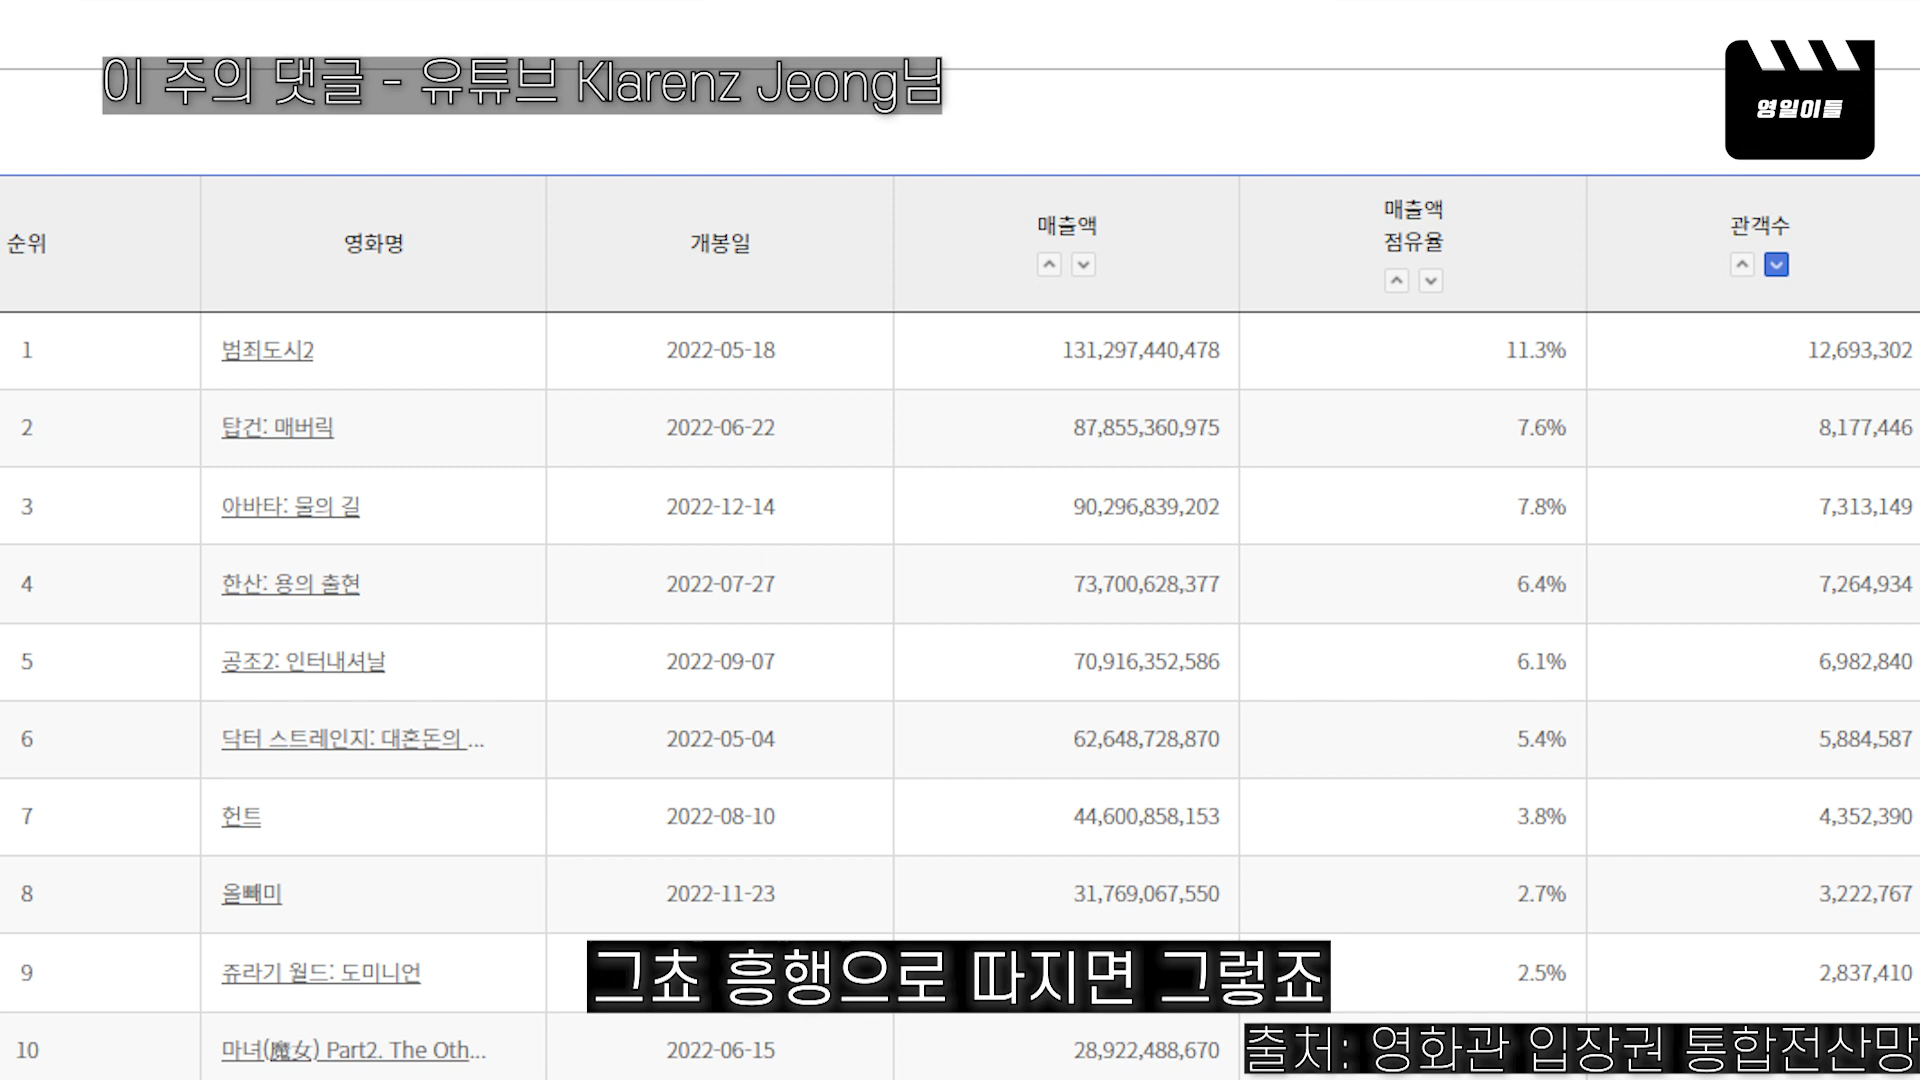 이 주의 댓글 - 유튜브 Klarenz Jeong님
영일이들
순위 영화명 개봉일 매출액 매출액 점유율 관객수
1 범죄도시2 2022-05-18 131,297,440,478 11.3% 12,693,302
2 탑건: 매버릭 2022-06-22 87,855,360,975 7.6% 8,177,446
3 아바타: 물의 길 2022-12-14 90,296,839,202 7.8% 7,313,149
4 한산: 용의 출현 2022-07-27 73,700,628,377 6.4% 7,264,934
5 공조2: 인터내셔날 2022-09-07 70,916,352,586 6.1% 6,982,840
6 닥터 스트레인지: 대혼돈의 ... 2022-05-04 62,648,728,870 5.4% 5,884,587
7 헌트 2022-08-10 44,600,858,153 3.8% 4,352,390
8 올빼미 2022-11-23 31,769,067,550 2.7% 3,222,767
9 쥬라기 월드: 도미니언 2.5% 2,837,410
그쵸 흥행으로 따지면 그렇죠
10 마녀(魔女) Part2. The Oth... 2022-06-15 28,922,488,670
출처: 영화관 입장권 통합전산망